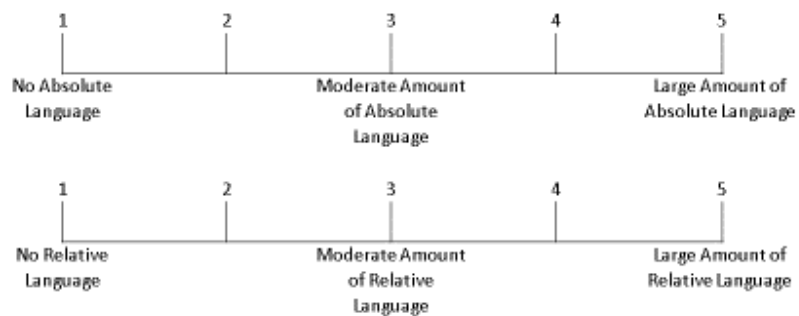 1 2 3 4 5
No Absolute Language
Moderate Amount of Absolute Language
Large Amount of Absolute Language
1 2 3 4 5
No Relative Language
Moderate Amount of Relative Language
Large Amount of Relative Language